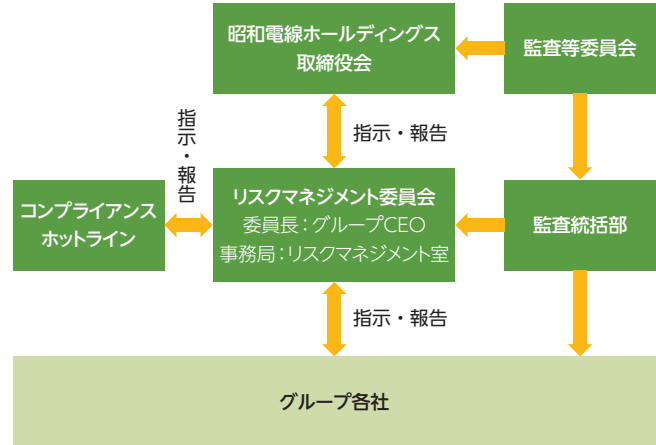 昭和電線ホールディングス
取締役会
監査等委員会
指示・報告
指示・報告
コンプライアンス
ホットライン
リスクマネジメント委員会
委員長：グループCEO
事務局：リスクマネジメント室
監査統括部
指示・報告
グループ各社